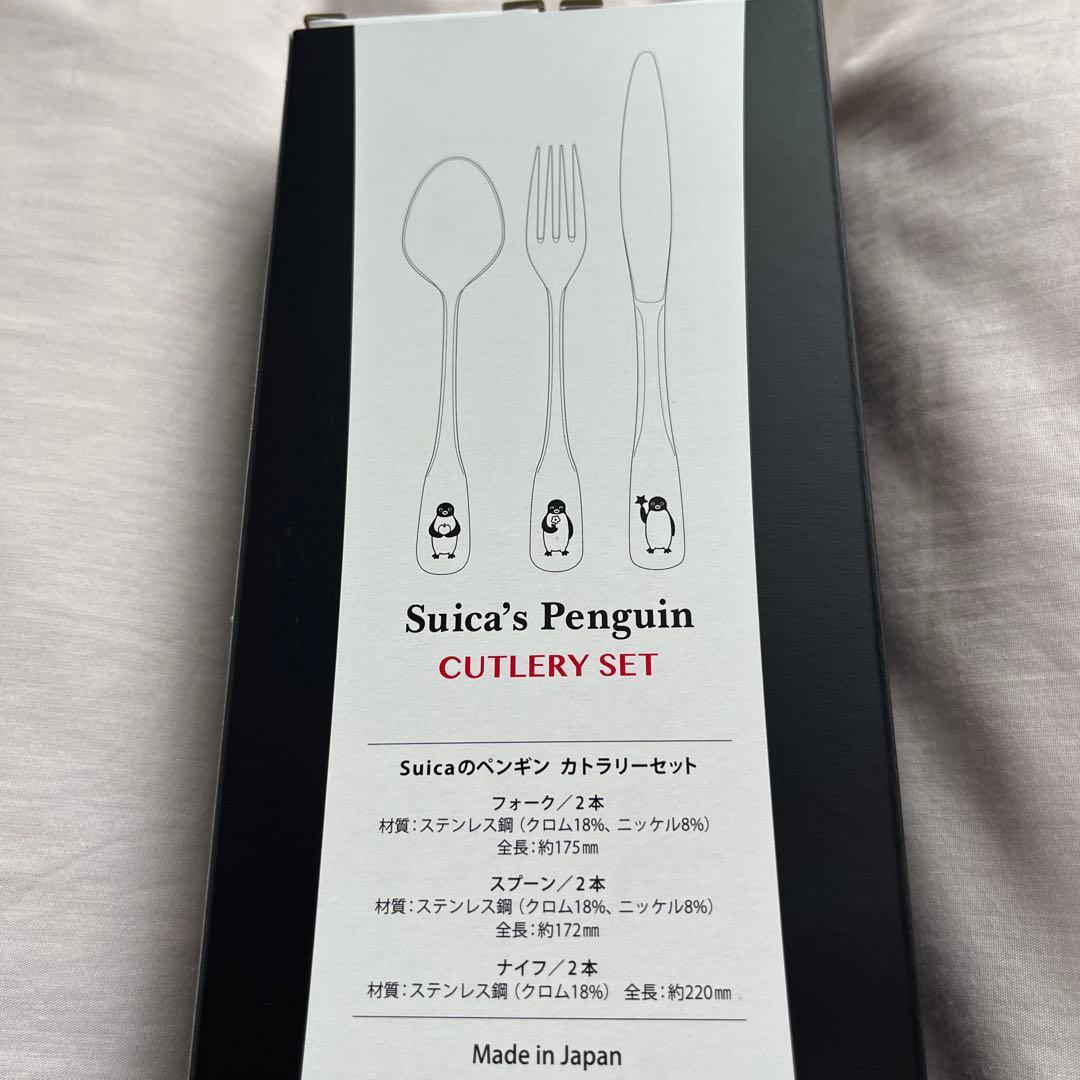 Suica's Penguin
CUTLERY SET
Suicaのペンギン カトラリーセット
フォーク／2本
材質：ステンレス鋼（クロム18%、ニッケル8%）
全長：約175㎜
スプーン／2本
材質：ステンレス鋼（クロム18%、ニッケル8%）
全長：約172㎜
ナイフ／2本
材質：ステンレス鋼（クロム18%） 全長：約220㎜
Made in Japan